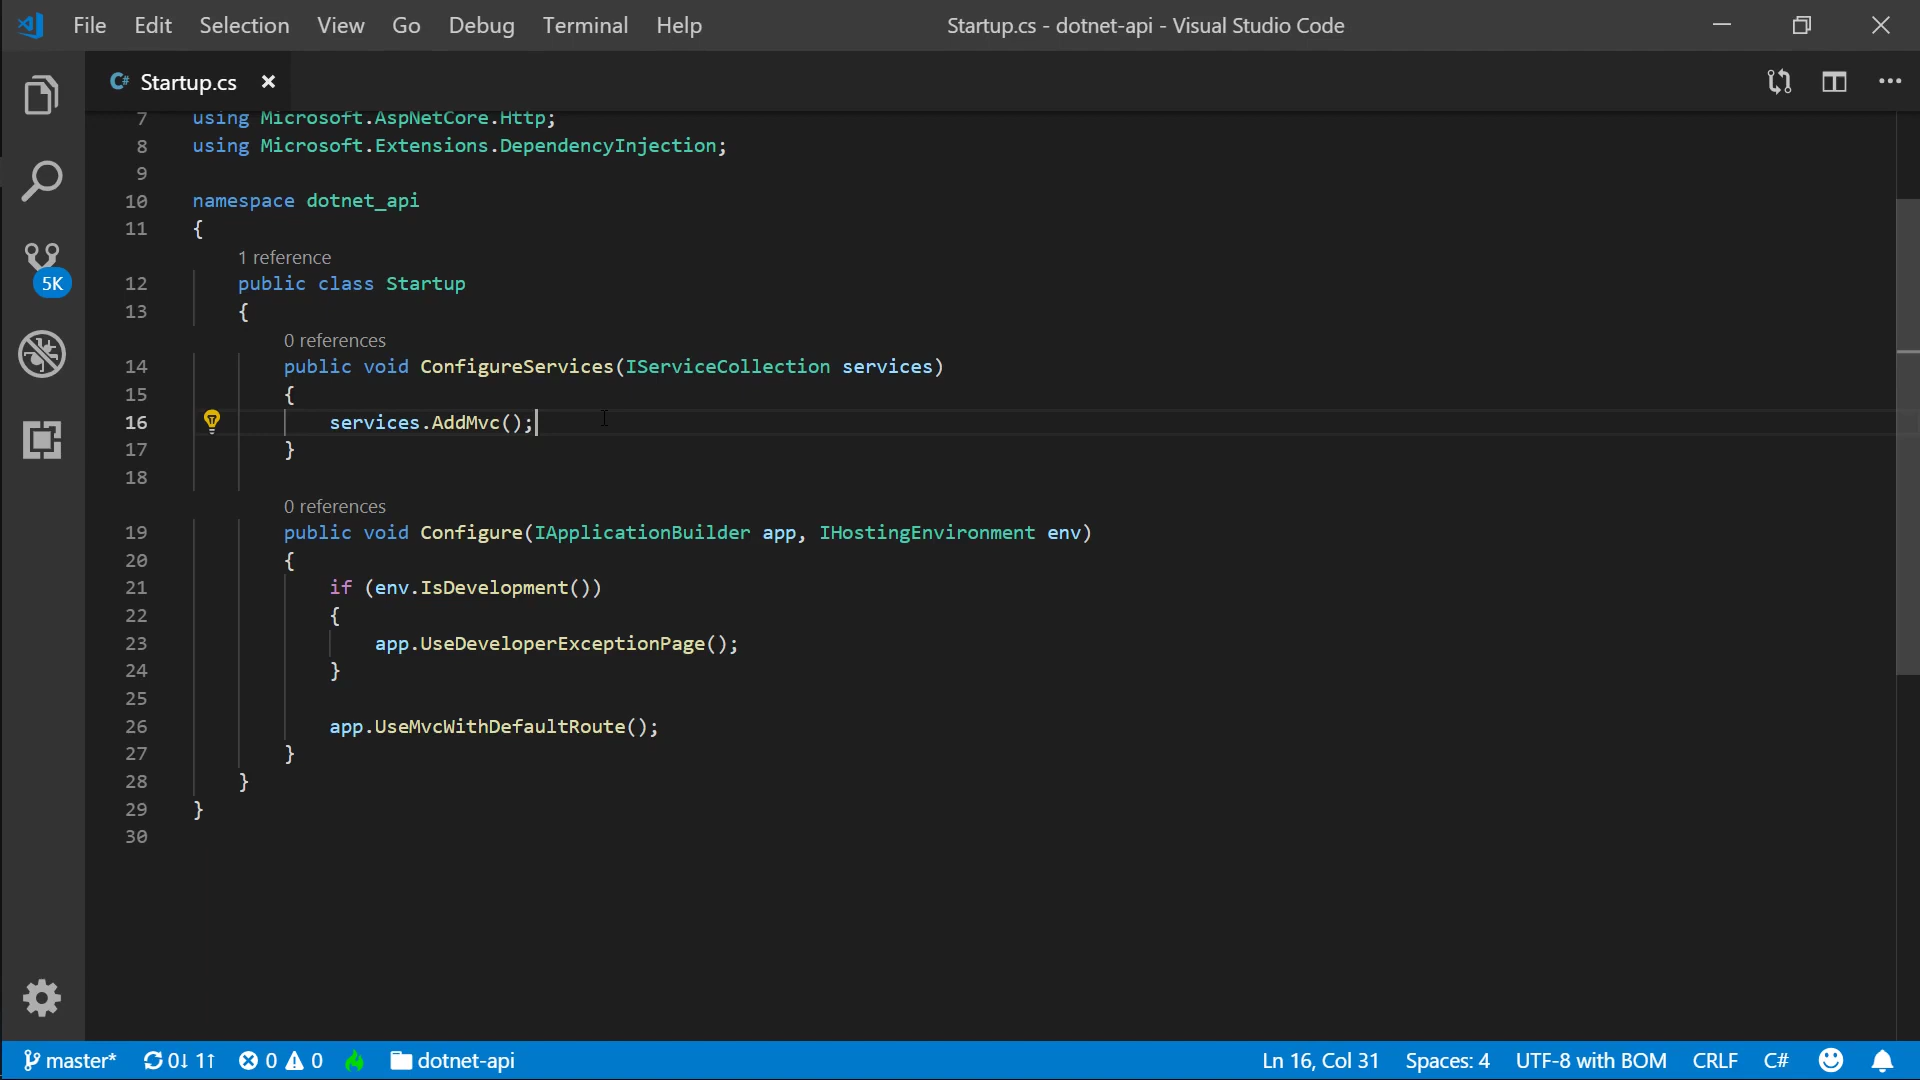 File Edit Selection View Go Debug Terminal Help Startup.cs - dotnet-api - Visual Studio Code
C# Startup.cs
7 using Microsoft.AspNetCore.Http;
8 using Microsoft.Extensions.DependencyInjection;
9
10 namespace dotnet_api
11 {
1 reference
12 public class Startup
13 {
0 references
14 public void ConfigureServices(IServiceCollection services)
15 {
16 services.AddMvc();
17 }
18
0 references
19 public void Configure(IApplicationBuilder app, IHostingEnvironment env)
20 {
21 if (env.IsDevelopment())
22 {
23 app.UseDeveloperExceptionPage();
24 }
25
26 app.UseMvcWithDefaultRoute();
27 }
28 }
29 }
30
5K
master* 0↓ 1↑ 0 0 dotnet-api Ln 16, Col 31 Spaces: 4 UTF-8 with BOM CRLF C#